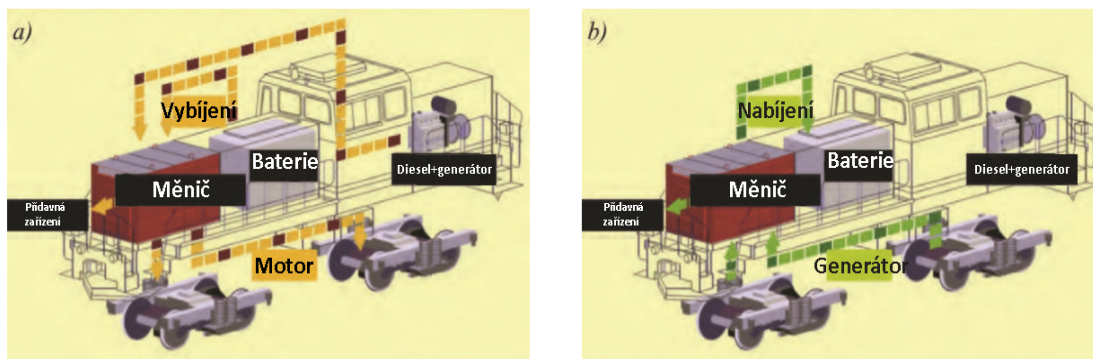 a)
Vybíjení
Baterie
Diesel+generátor
Měnič
Přídavná
zařízení
Motor
b)
Nabíjení
Baterie
Diesel+generátor
Měnič
Přídavná
zařízení
Generátor